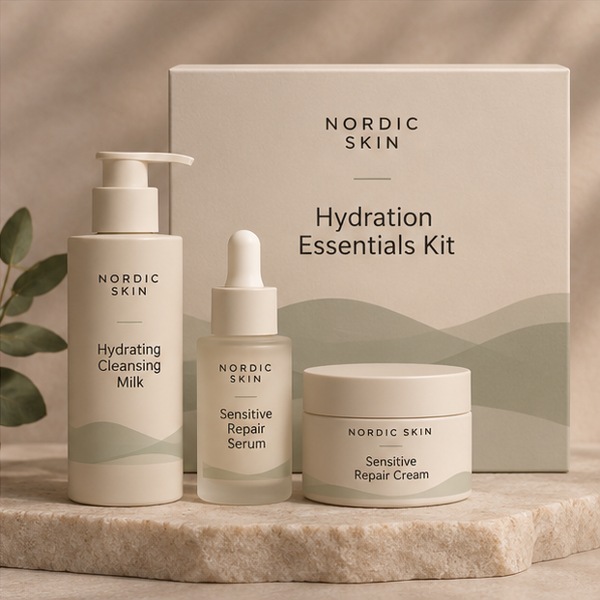 NORDIC
SKIN
Hydration
Essentials Kit
NORDIC
SKIN
Hydrating
Cleansing
Milk
NORDIC
SKIN
Sensitive
Repair
Serum
NORDIC SKIN
Sensitive
Repair Cream